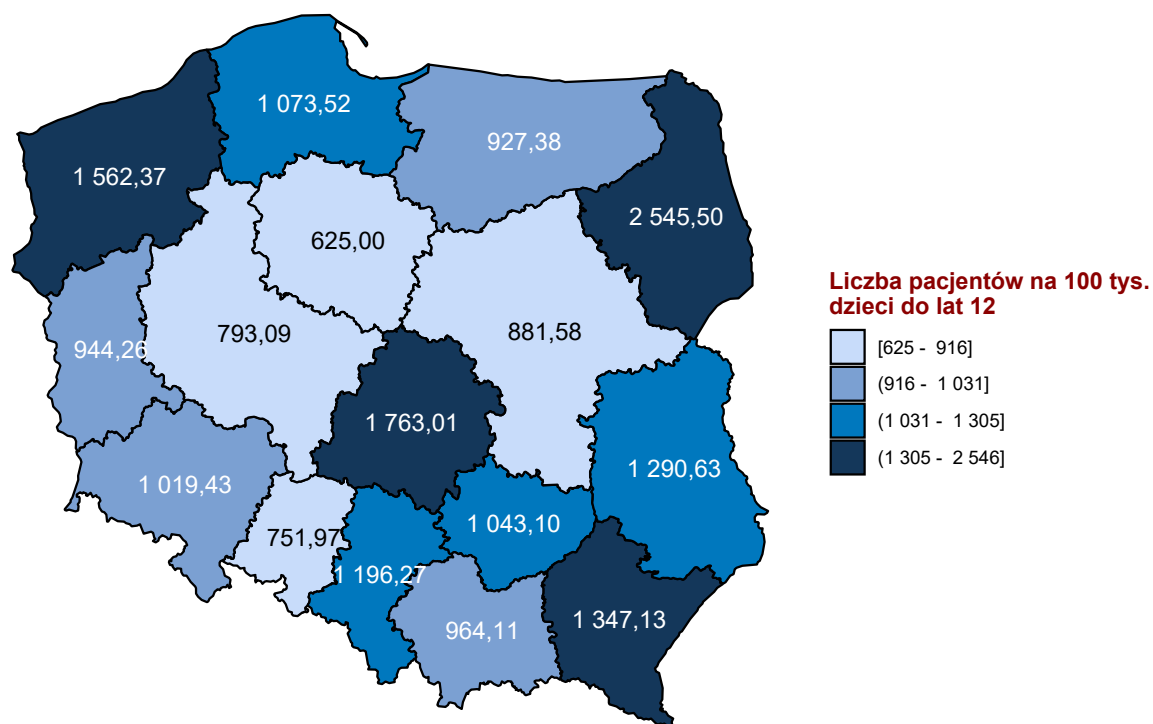 1 073,52
927,38
1 562,37
2 545,50
625,00
793,09
881,58
944,26
1 763,01
1 290,63
1 019,43
751,97
1 043,10
1 196,27
964,11
1 347,13
Liczba pacjentów na 100 tys.
dzieci do lat 12
[625 - 916]
(916 - 1 031]
(1 031 - 1 305]
(1 305 - 2 546]